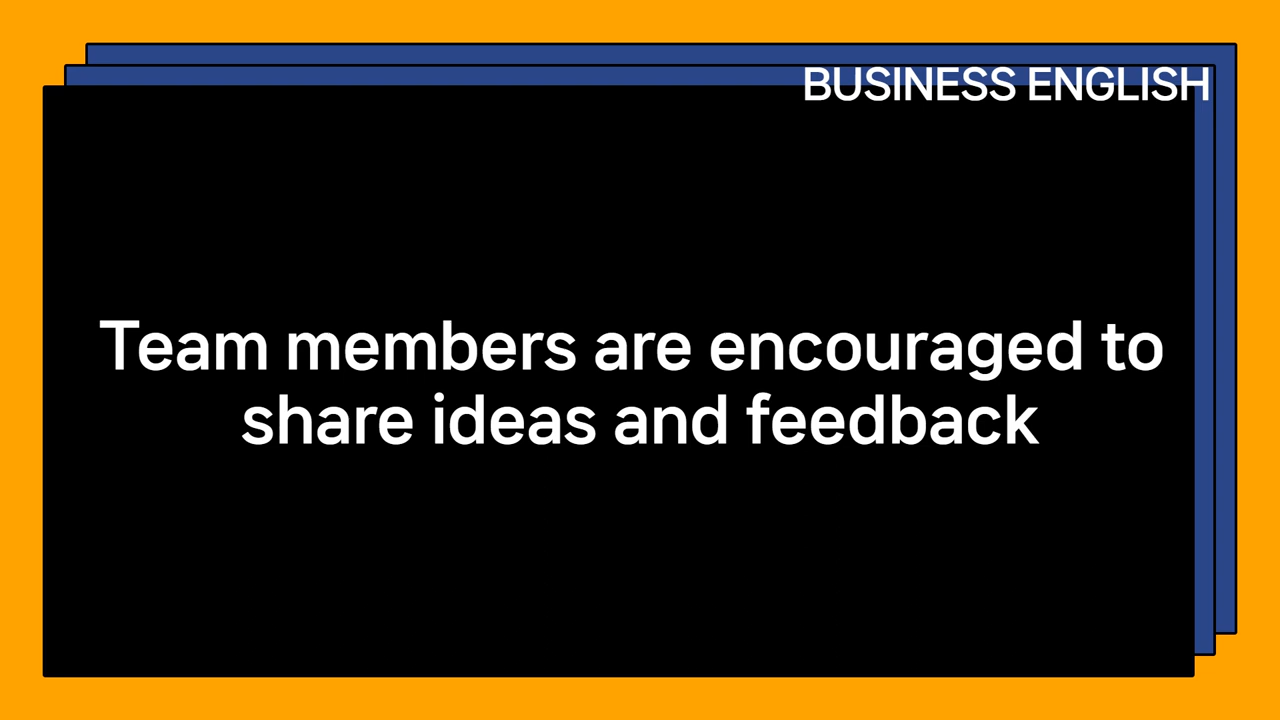 BUSINESS ENGLISH
Team members are encouraged to
share ideas and feedback